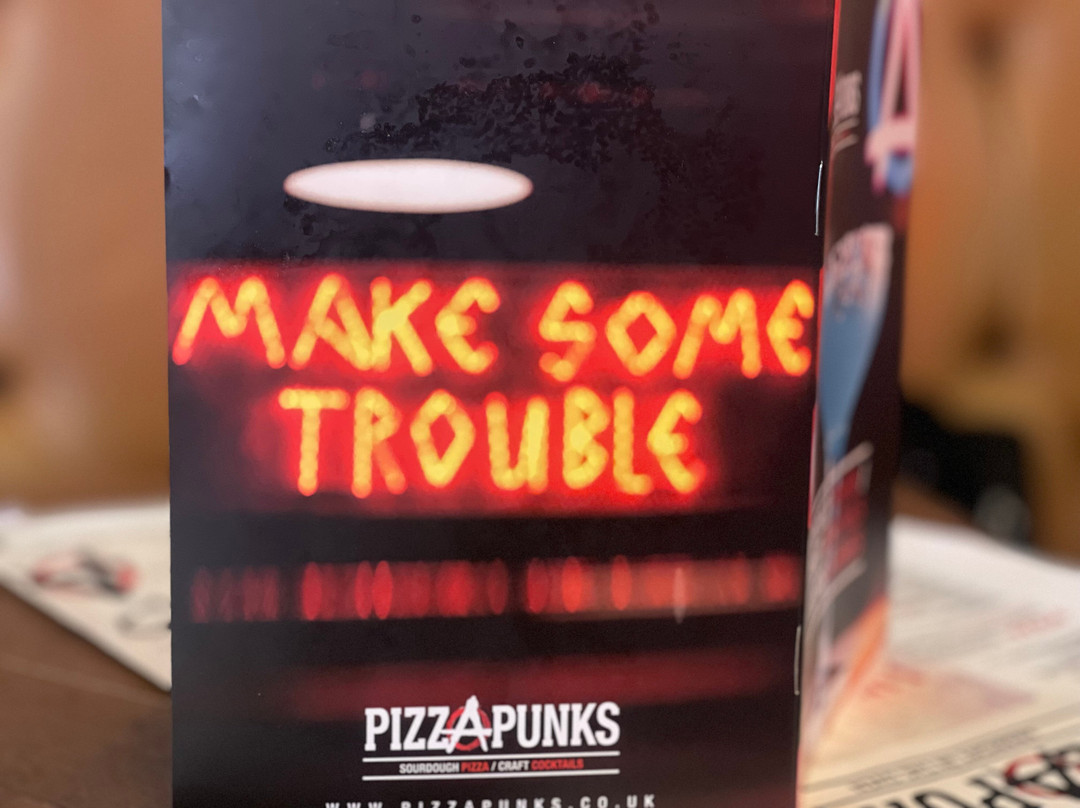 MAKE SOME
TROUBLE
PIZZAPUNKS
SOURDOUGH PIZZA / CRAFT COCKTAILS
WWW.PIZZAPUNKS.CO.UK